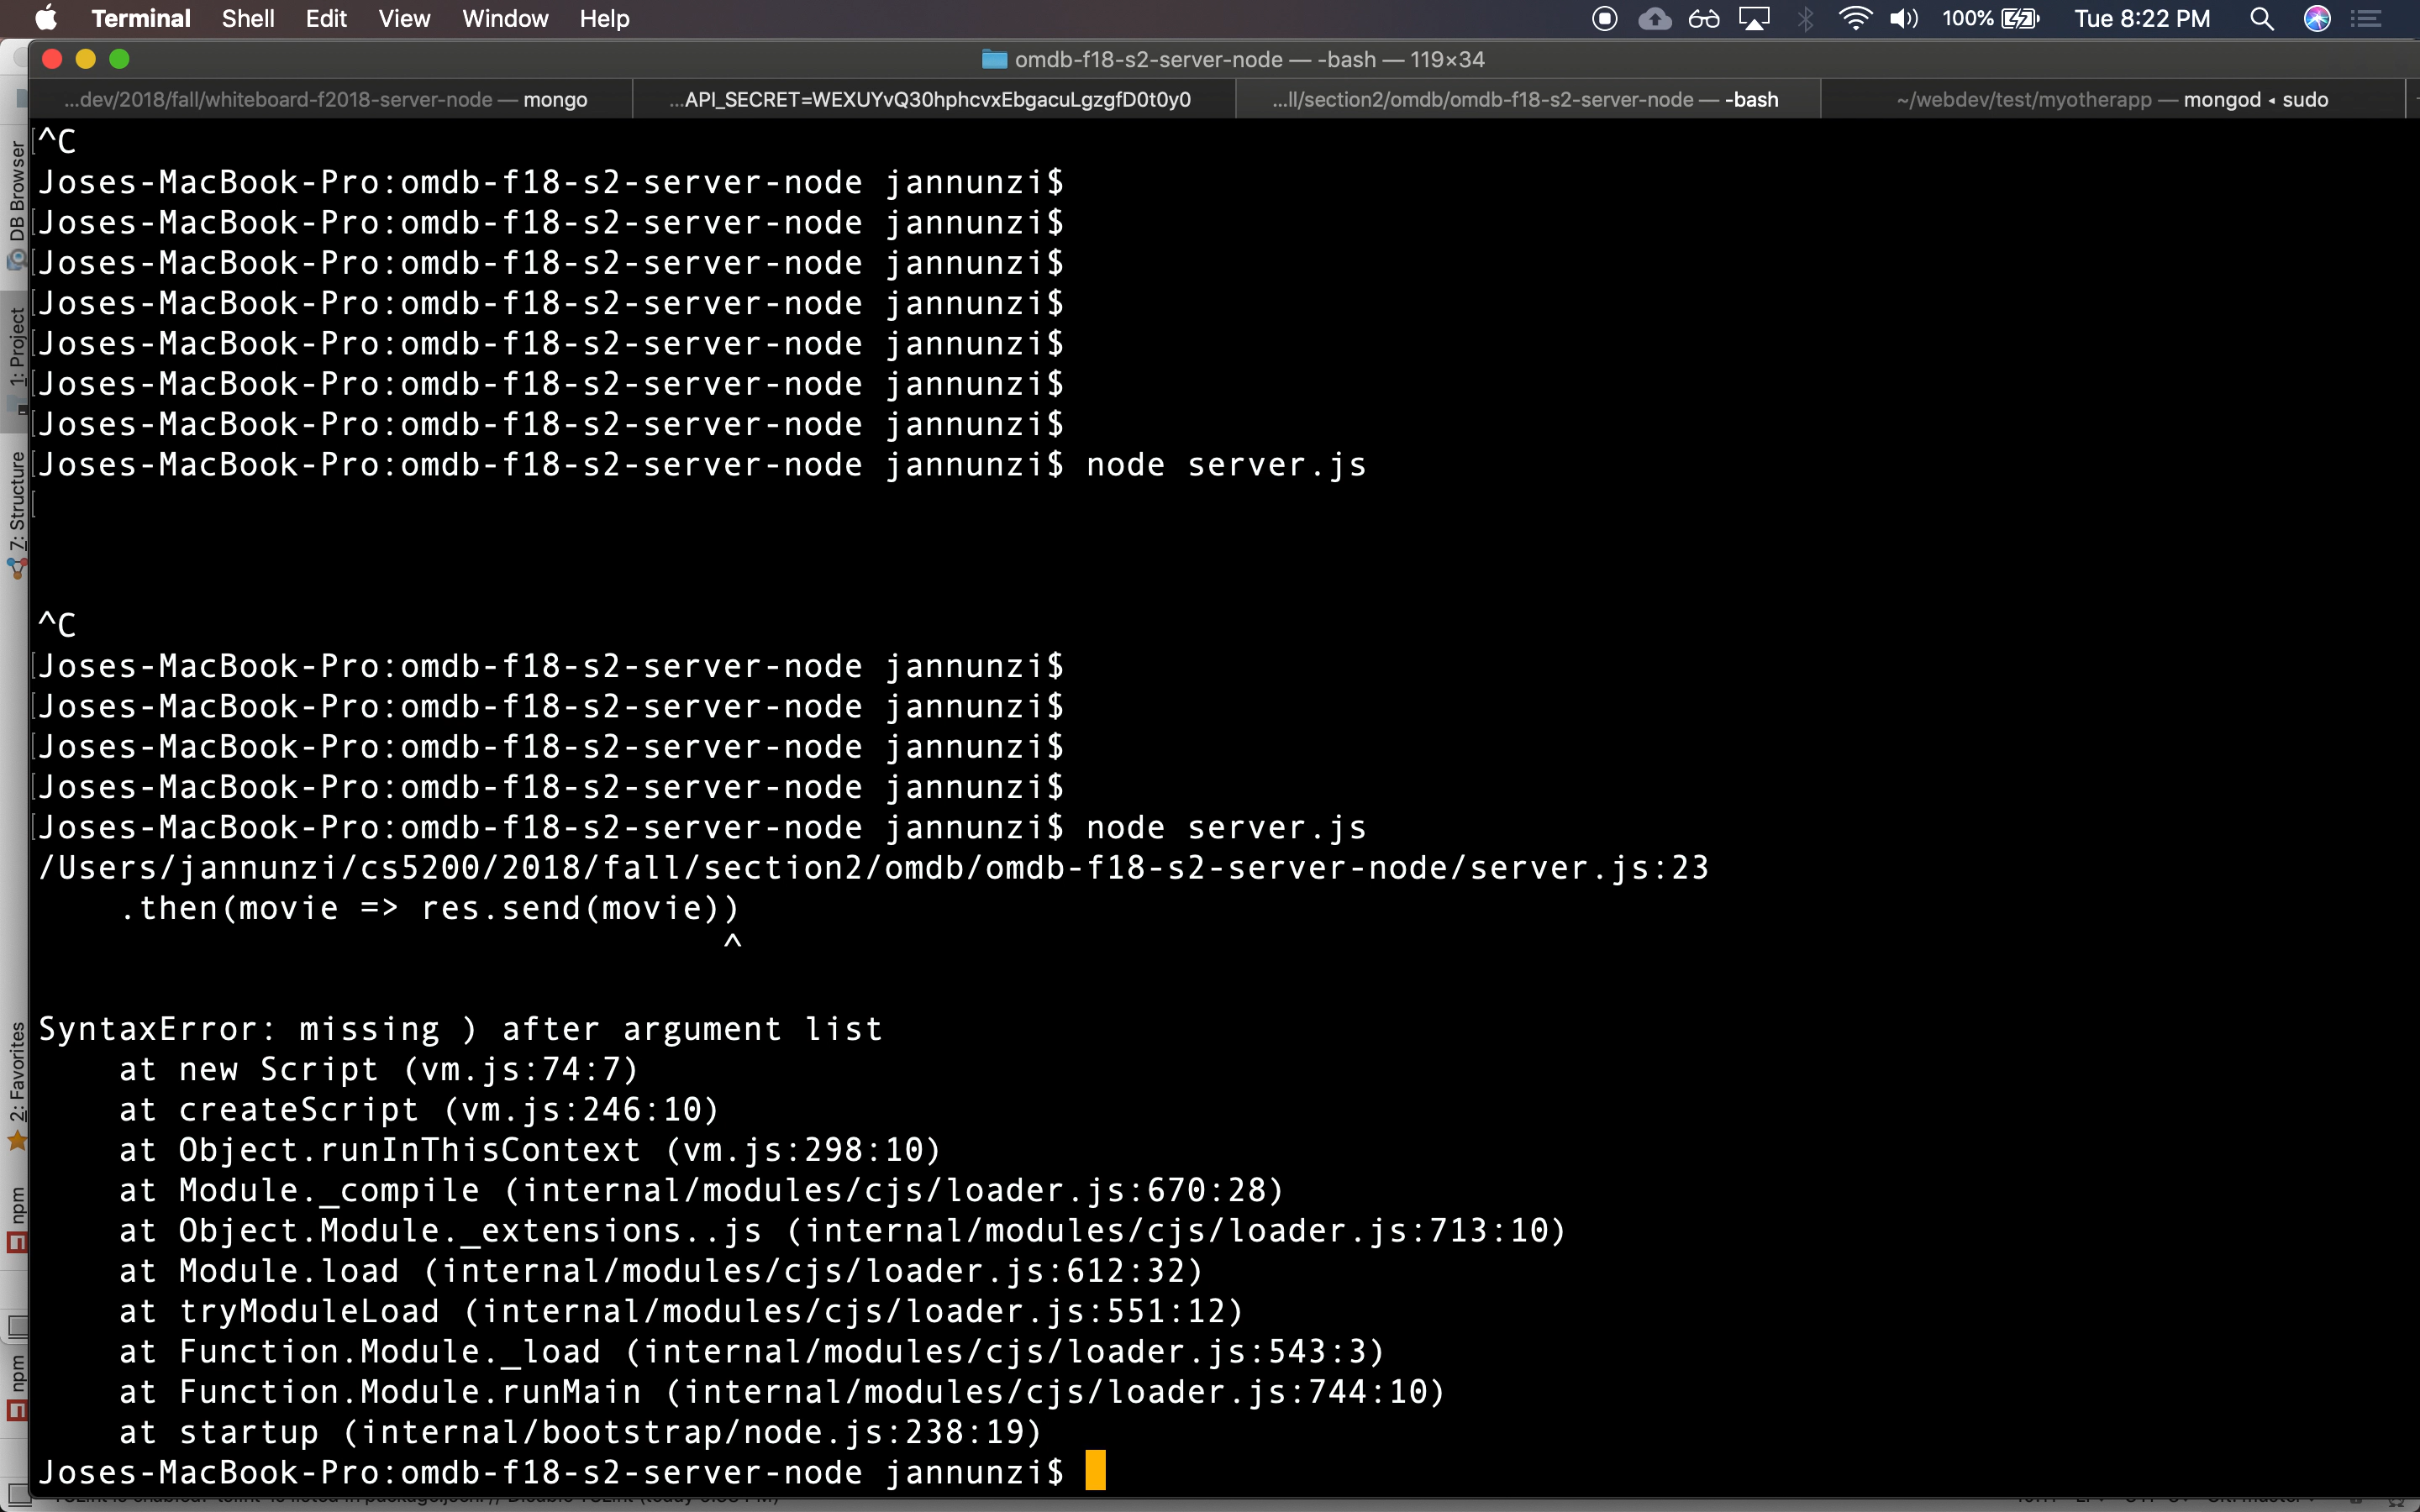 Terminal Shell Edit View Window Help 100% Tue 8:22 PM
omdb-f18-s2-server-node — -bash — 119×34
...dev/2018/fall/whiteboard-f2018-server-node — mongo ...API_SECRET=WEXUYvQ30hphcvxEbgacuLgzgfD0t0y0 ...ll/section2/omdb/omdb-f18-s2-server-node — -bash ~/webdev/test/myotherapp — mongod ◂ sudo
DB Browser
1: Project
7: Structure
2: Favorites
npm
npm
^C
Joses-MacBook-Pro:omdb-f18-s2-server-node jannunzi$
Joses-MacBook-Pro:omdb-f18-s2-server-node jannunzi$
Joses-MacBook-Pro:omdb-f18-s2-server-node jannunzi$
Joses-MacBook-Pro:omdb-f18-s2-server-node jannunzi$
Joses-MacBook-Pro:omdb-f18-s2-server-node jannunzi$
Joses-MacBook-Pro:omdb-f18-s2-server-node jannunzi$
Joses-MacBook-Pro:omdb-f18-s2-server-node jannunzi$
Joses-MacBook-Pro:omdb-f18-s2-server-node jannunzi$ node server.js
^C
Joses-MacBook-Pro:omdb-f18-s2-server-node jannunzi$
Joses-MacBook-Pro:omdb-f18-s2-server-node jannunzi$
Joses-MacBook-Pro:omdb-f18-s2-server-node jannunzi$
Joses-MacBook-Pro:omdb-f18-s2-server-node jannunzi$
Joses-MacBook-Pro:omdb-f18-s2-server-node jannunzi$ node server.js
/Users/jannunzi/cs5200/2018/fall/section2/omdb/omdb-f18-s2-server-node/server.js:23
.then(movie => res.send(movie))
^
SyntaxError: missing ) after argument list
at new Script (vm.js:74:7)
at createScript (vm.js:246:10)
at Object.runInThisContext (vm.js:298:10)
at Module._compile (internal/modules/cjs/loader.js:670:28)
at Object.Module._extensions..js (internal/modules/cjs/loader.js:713:10)
at Module.load (internal/modules/cjs/loader.js:612:32)
at tryModuleLoad (internal/modules/cjs/loader.js:551:12)
at Function.Module._load (internal/modules/cjs/loader.js:543:3)
at Function.Module.runMain (internal/modules/cjs/loader.js:744:10)
at startup (internal/bootstrap/node.js:238:19)
Joses-MacBook-Pro:omdb-f18-s2-server-node jannunzi$